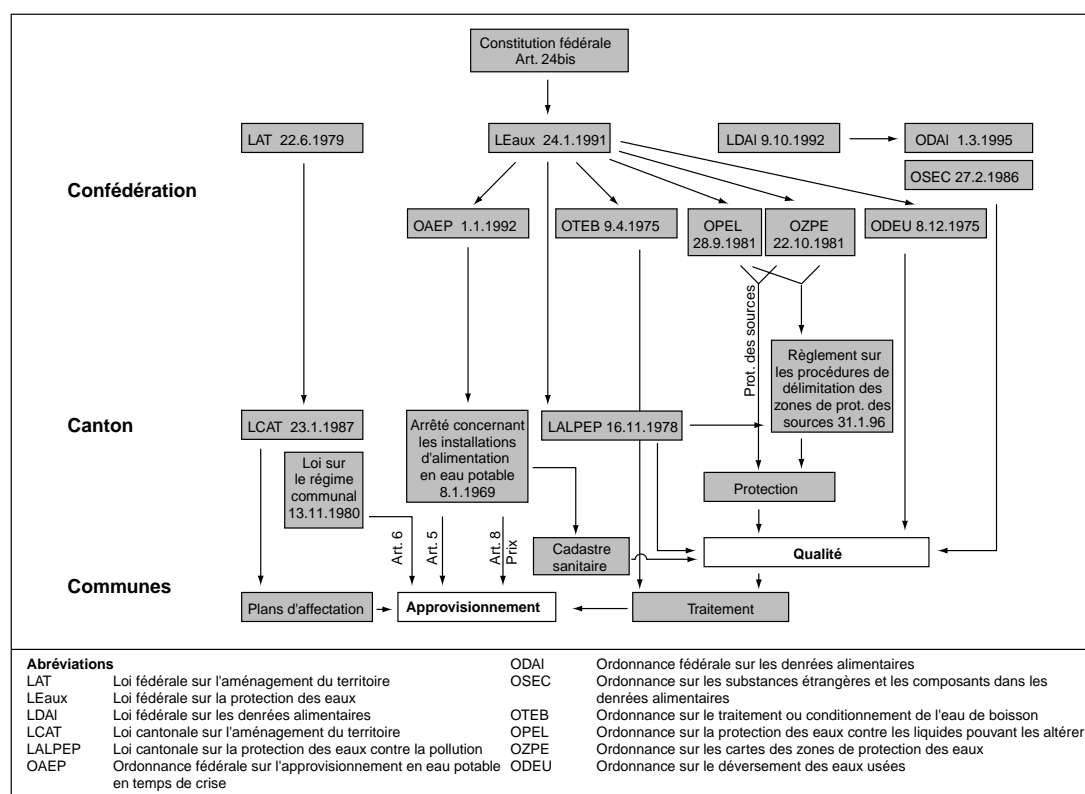 Constitution fédérale
Art. 24bis
LAT 22.6.1979
LEaux 24.1.1991
LDAI 9.10.1992
ODAI 1.3.1995
OSEC 27.2.1986
Confédération
OAEP 1.1.1992
OTEB 9.4.1975
OPEL
28.9.1981
OZPE
22.10.1981
ODEU 8.12.1975
Prot. des sources
Règlement sur
les procédures de
délimitation des
zones de prot. des
sources 31.1.96
Canton
LCAT 23.1.1987
Arrêté concernant
les installations
d'alimentation
en eau potable
8.1.1969
LALPEP 16.11.1978
Loi sur
le régime
communal
13.11.1980
Protection
Art. 6
Art. 5
Art. 8
Prix
Cadastre
sanitaire
Qualité
Communes
Plans d'affectation
Approvisionnement
Traitement
Abréviations
LAT Loi fédérale sur l'aménagement du territoire
LEaux Loi fédérale sur la protection des eaux
LDAI Loi fédérale sur les denrées alimentaires
LCAT Loi cantonale sur l'aménagement du territoire
LALPEP Loi cantonale sur la protection des eaux contre la pollution
OAEP Ordonnance fédérale sur l'approvisionnement en eau potable
en temps de crise
ODAI Ordonnance fédérale sur les denrées alimentaires
OSEC Ordonnance sur les substances étrangères et les composants dans les
denrées alimentaires
OTEB Ordonnance sur le traitement ou conditionnement de l'eau de boisson
OPEL Ordonnance sur la protection des eaux contre les liquides pouvant les altérer
OZPE Ordonnance sur les cartes des zones de protection des eaux
ODEU Ordonnance sur le déversement des eaux usées